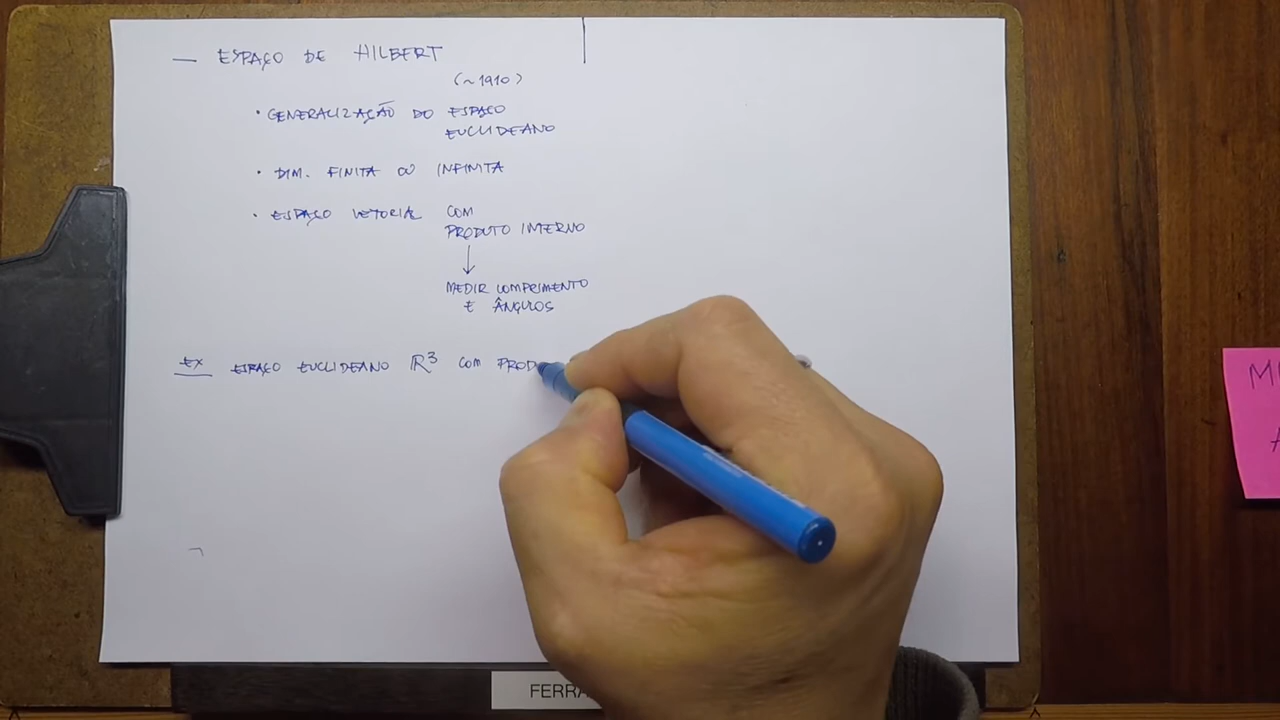 — ESPAÇO DE HILBERT
(~1910)
• GENERALIZAÇÃO DO ESPAÇO
EUCLIDEANO
• DIM. FINITA OU INFINITA
• ESPAÇO VETORIAL COM
PRODUTO INTERNO
↓
MEDIR COMPRIMENTO
E ÂNGULOS
EX ESPAÇO EUCLIDEANO ℝ³ COM PROD
FERRA